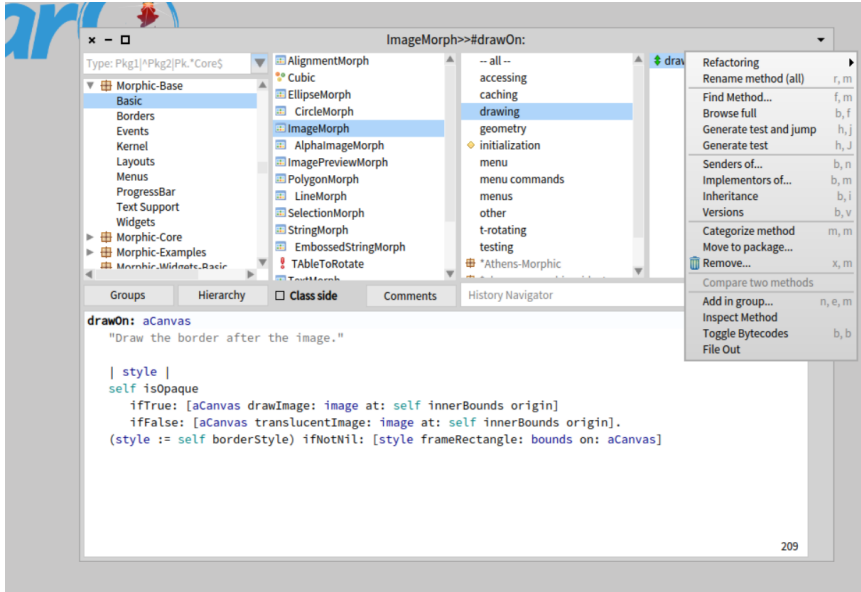 ar
ImageMorph>>#drawOn:
Type: Pkg1|^Pkg2|Pk.*Core$
Morphic-Base
Basic
Borders
Events
Kernel
Layouts
Menus
ProgressBar
Text Support
Widgets
Morphic-Core
Morphic-Examples
Morphic-Widgets-Basic
AlignmentMorph
Cubic
EllipseMorph
CircleMorph
ImageMorph
AlphaImageMorph
ImagePreviewMorph
PolygonMorph
LineMorph
SelectionMorph
StringMorph
EmbossedStringMorph
TAbleToRotate
TextMorph
-- all --
accessing
caching
drawing
geometry
initialization
menu
menu commands
menus
other
t-rotating
testing
*Athens-Morphic
draw
Refactoring
Rename method (all) r, m
Find Method... f, m
Browse full b, f
Generate test and jump h, j
Generate test h, J
Senders of... b, n
Implementors of... b, m
Inheritance b, i
Versions b, v
Categorize method m, m
Move to package...
Remove... x, m
Compare two methods
Add in group... n, e, m
Inspect Method
Toggle Bytecodes b, b
File Out
Groups Hierarchy Class side Comments History Navigator
drawOn: aCanvas
"Draw the border after the image."
| style |
self isOpaque
ifTrue: [aCanvas drawImage: image at: self innerBounds origin]
ifFalse: [aCanvas translucentImage: image at: self innerBounds origin].
(style := self borderStyle) ifNotNil: [style frameRectangle: bounds on: aCanvas]
209